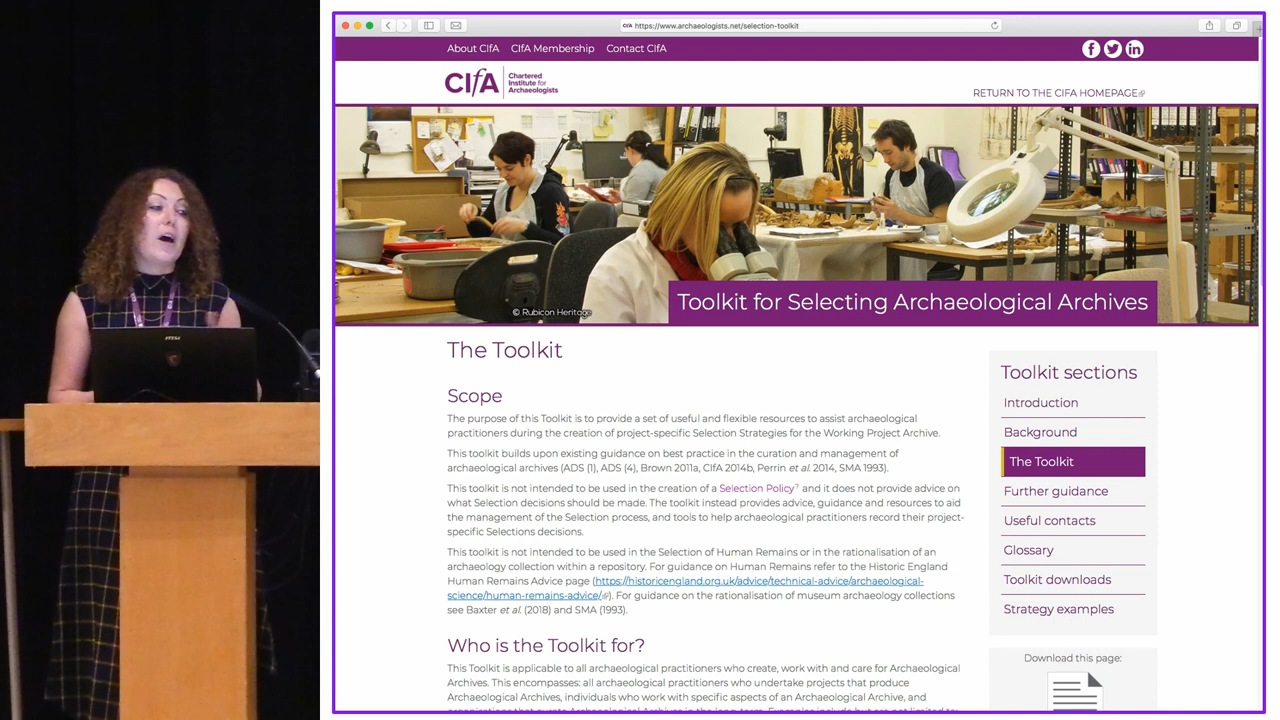 https://www.archaeologists.net/selection-toolkit
About CIfA CIfA Membership Contact CIfA
CIfA
Chartered
Institute for
Archaeologists
RETURN TO THE CIFA HOMEPAGE
© Rubicon Heritage
Toolkit for Selecting Archaeological Archives
msi
The Toolkit
Scope
The purpose of this Toolkit is to provide a set of useful and flexible resources to assist archaeological
practitioners during the creation of project-specific Selection Strategies for the Working Project Archive.
This toolkit builds upon existing guidance on best practice in the curation and management of
archaeological archives (ADS (1), ADS (4), Brown 2011a, CIfA 2014b, Perrin et al. 2014, SMA 1993).
This toolkit is not intended to be used in the creation of a Selection Policy and it does not provide advice on
what Selection decisions should be made. The toolkit instead provides advice, guidance and resources to aid
the management of the Selection process, and tools to help archaeological practitioners record their project-
specific Selections decisions.
This toolkit is not intended to be used in the Selection of Human Remains or in the rationalisation of an
archaeology collection within a repository. For guidance on Human Remains refer to the Historic England
Human Remains Advice page (https://historicengland.org.uk/advice/technical-advice/archaeological-
science/human-remains-advice/). For guidance on the rationalisation of museum archaeology collections
see Baxter et al. (2018) and SMA (1993).
Who is the Toolkit for?
This Toolkit is applicable to all archaeological practitioners who create, work with and care for Archaeological
Archives. This encompasses: all archaeological practitioners who undertake projects that produce
Archaeological Archives, individuals who work with specific aspects of an Archaeological Archive, and
Toolkit sections
Introduction
Background
The Toolkit
Further guidance
Useful contacts
Glossary
Toolkit downloads
Strategy examples
Download this page: